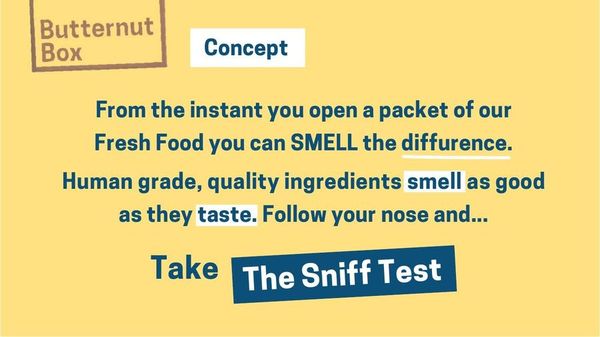 Butternut
Box
Concept
From the instant you open a packet of our
Fresh Food you can SMELL the diffurence.
Human grade, quality ingredients smell as good
as they taste. Follow your nose and...
Take The Sniff Test